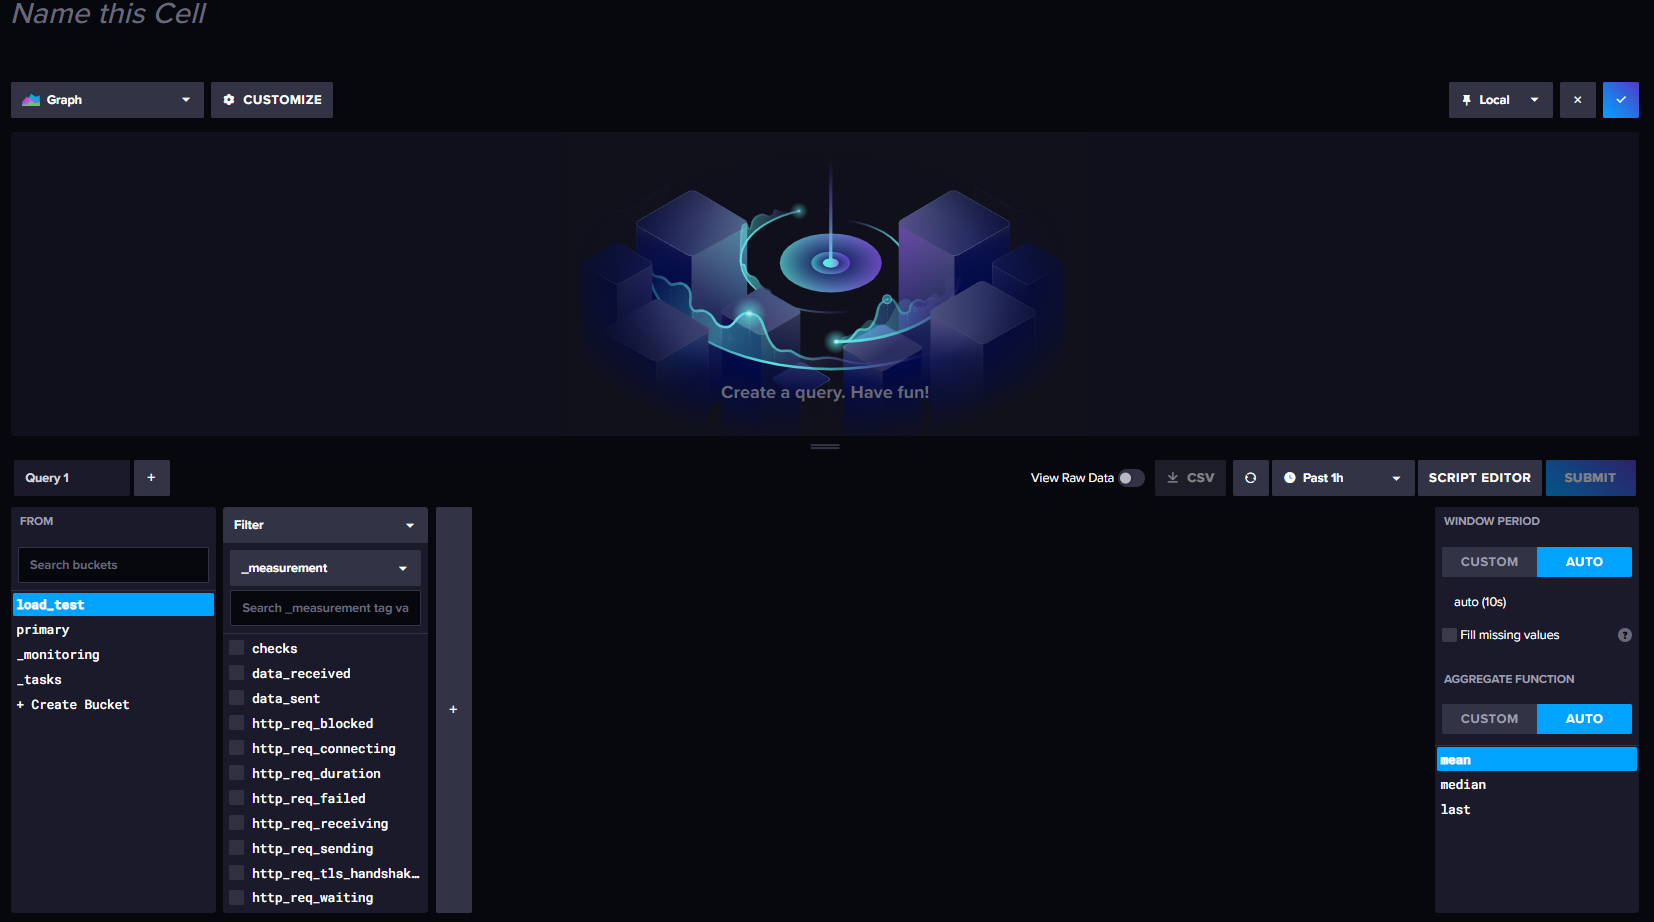 Name this Cell
Graph
CUSTOMIZE
Local
Create a query. Have fun!
Query 1
+
View Raw Data
CSV
Past 1h
SCRIPT EDITOR
SUBMIT
FROM
Search buckets
load_test
primary
_monitoring
_tasks
+ Create Bucket
Filter
_measurement
Search _measurement tag va
checks
data_received
data_sent
http_req_blocked
http_req_connecting
http_req_duration
http_req_failed
http_req_receiving
http_req_sending
http_req_tls_handshak...
http_req_waiting
+
WINDOW PERIOD
CUSTOM AUTO
auto (10s)
Fill missing values ?
AGGREGATE FUNCTION
CUSTOM AUTO
mean
median
last